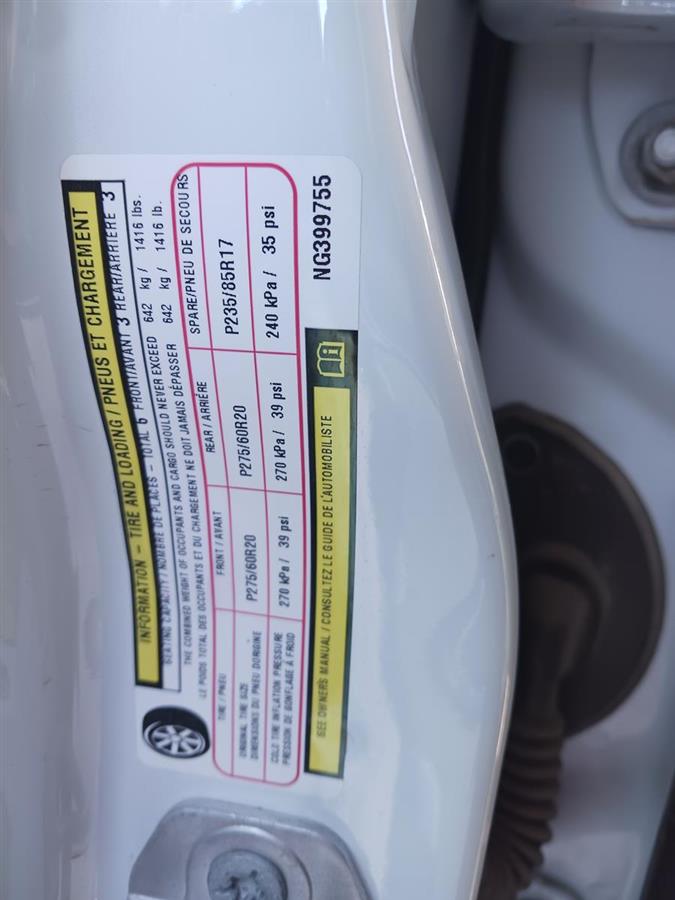 INFORMATION – TIRE AND LOADING / PNEUS ET CHARGEMENT
SEATING CAPACITY / NOMBRE DE PLACES – TOTAL 6 FRONT/AVANT 3 REAR/ARRIÈRE 3
THE COMBINED WEIGHT OF OCCUPANTS AND CARGO SHOULD NEVER EXCEED 642 kg / 1416 lbs.
LE POIDS TOTAL DES OCCUPANTS ET DU CHARGEMENT NE DOIT JAMAIS DÉPASSER 642 kg / 1416 lb.
TIRE / PNEU FRONT / AVANT REAR / ARRIÈRE SPARE/PNEU DE SECOURS
ORIGINAL TIRE SIZE
DIMENSIONS DU PNEU DORIGINE
P275/60R20 P275/60R20 P235/85R17
COLD TIRE INFLATION PRESSURE
PRESSION DE GONFLAGE À FROID
270 kPa / 39 psi 270 kPa / 39 psi 240 kPa / 35 psi
SEE OWNERS MANUAL / CONSULTEZ LE GUIDE DE L'AUTOMOBILISTE
NG399755